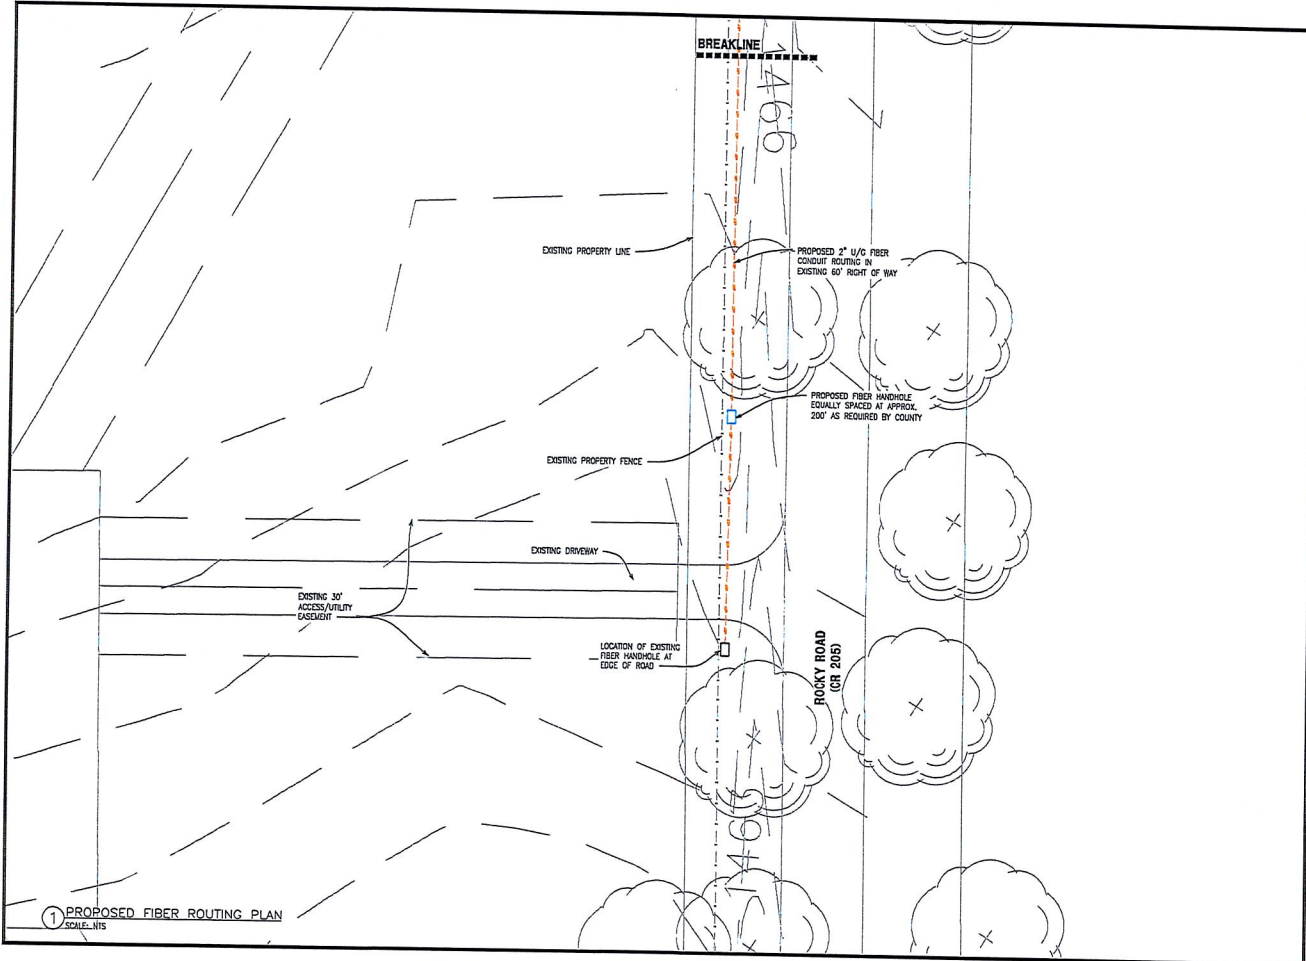 BREAKLINE
1466
EXISTING PROPERTY LINE
PROPOSED 2" U/G FIBER
CONDUIT ROUTING IN
EXISTING 60' RIGHT OF WAY
PROPOSED FIBER HANDHOLE
EQUALLY SPACED AT APPROX.
200' AS REQUIRED BY COUNTY
EXISTING PROPERTY FENCE
EXISTING DRIVEWAY
EXISTING 30'
ACCESS/UTILITY
EASEMENT
LOCATION OF EXISTING
FIBER HANDHOLE AT
EDGE OF ROAD
ROCKY ROAD
(CR 205)
1 PROPOSED FIBER ROUTING PLAN
SCALE: NTS